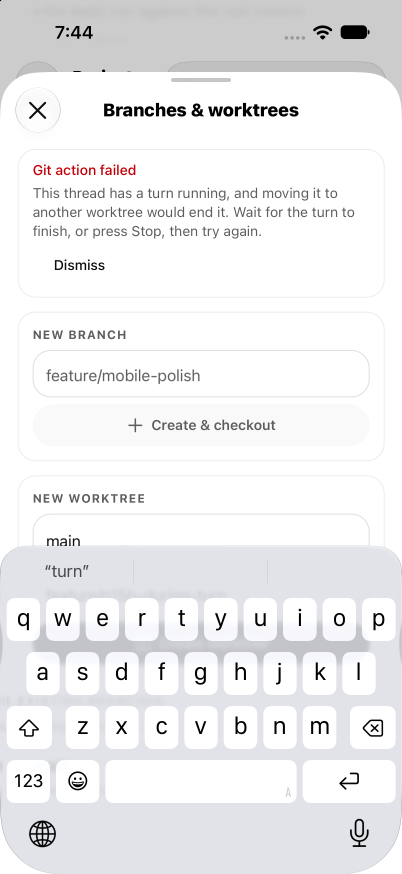 7:44
Branches & worktrees
Git action failed
This thread has a turn running, and moving it to
another worktree would end it. Wait for the turn to
finish, or press Stop, then try again.
Dismiss
NEW BRANCH
feature/mobile-polish
Create & checkout
NEW WORKTREE
main
“turn”
q w e r t y u i o p
a s d f g h j k l
z x c v b n m
123
A